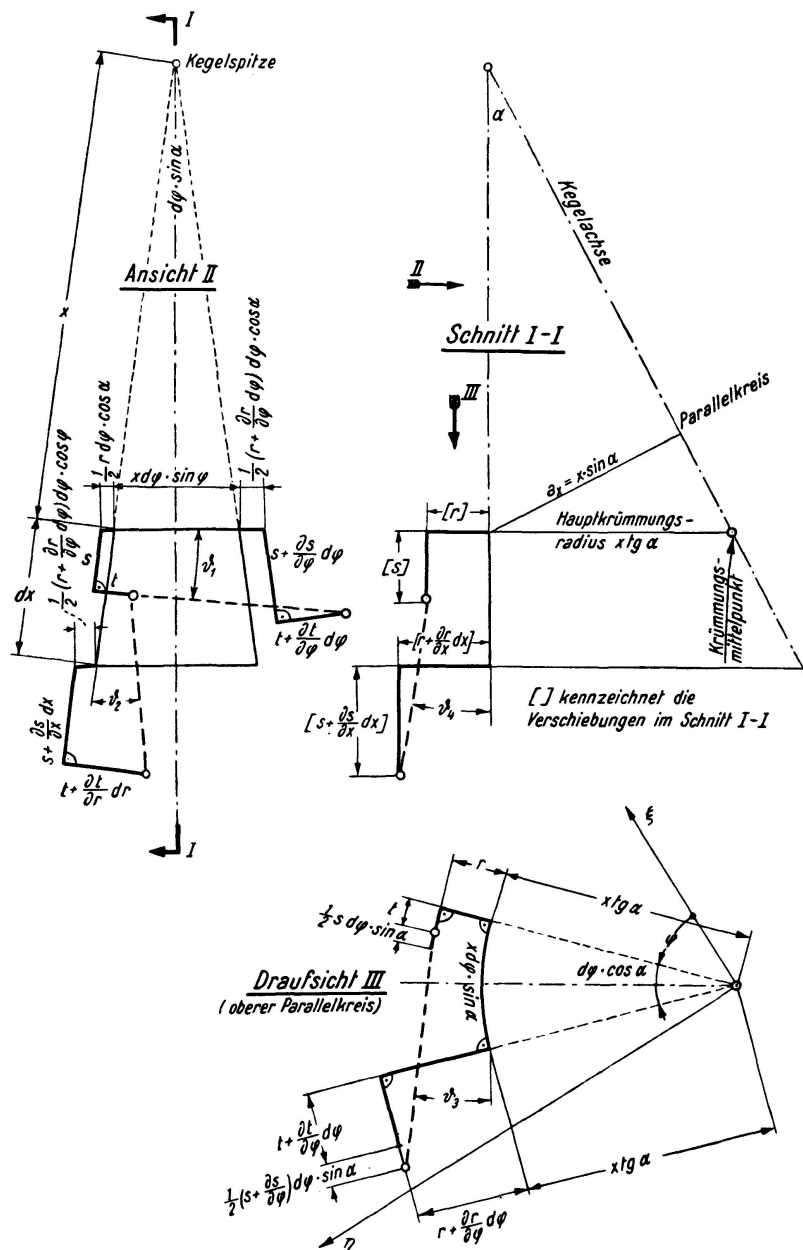 I
Kegelspitze
dφ·sin α
Ansicht II
x
½ r dφ·cos α
x dφ·sin φ
½ (r + ∂r/∂φ dφ) dφ·cos α
½ (r + ∂r/∂φ dφ) dφ·cos φ
dx
s
t
ϑ₁
s + ∂s/∂φ dφ
t + ∂t/∂φ dφ
ϑ₂
s + ∂s/∂x dx
t + ∂t/∂r dr
I
α
Kegelachse
II
Schnitt I-I
III
Parallelkreis
aₓ = x·sin α
[r]
Hauptkrümmungs-
radius x tg α
[s]
[r + ∂r/∂x dx]
Krümmungs-
mittelpunkt
ϑ₄
[s + ∂s/∂x dx]
[ ] kennzeichnet die
Verschiebungen im Schnitt I-I
ξ
r
x tg α
t
½ s dφ·sin α
φ
dφ·cos α
x dφ·sin α
Draufsicht III
(oberer Parallelkreis)
ϑ₃
t + ∂t/∂φ dφ
½ (s + ∂s/∂φ) dφ·sin α
x tg α
r + ∂r/∂φ dφ
η